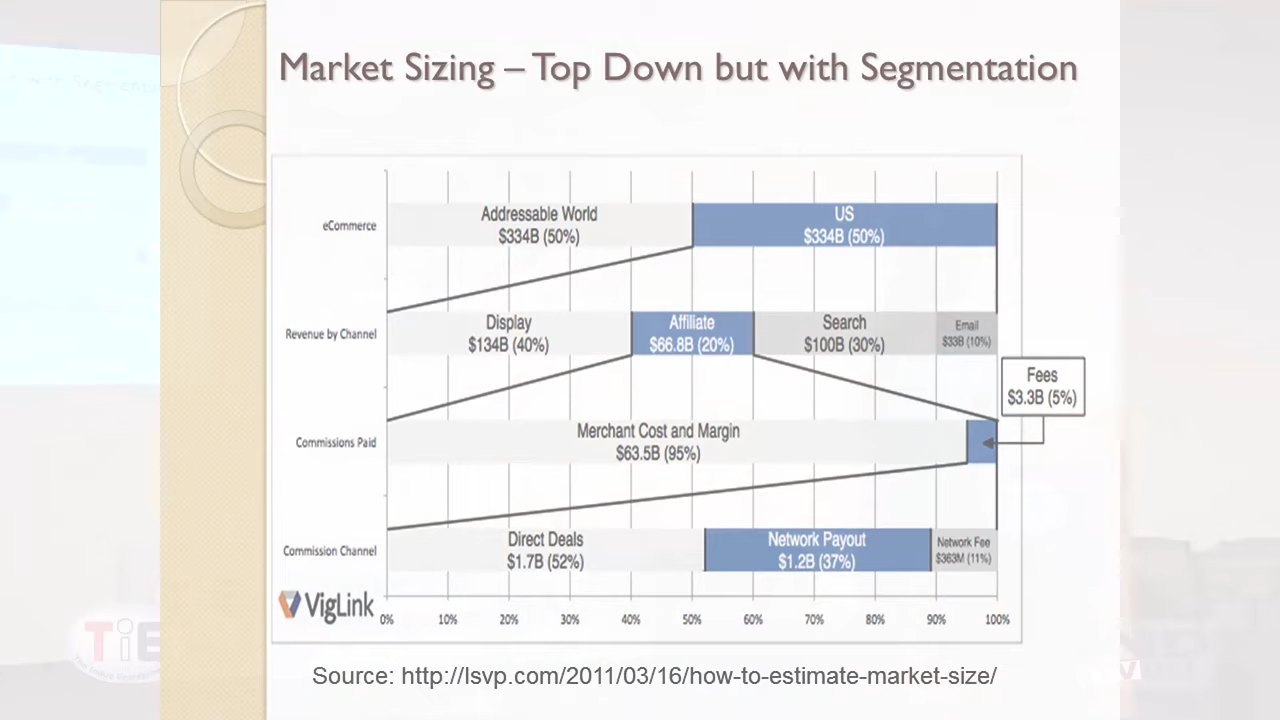 Market Sizing – Top Down but with Segmentation
eCommerce
Addressable World
$334B (50%)
US
$334B (50%)
Revenue by Channel
Display
$134B (40%)
Affiliate
$66.8B (20%)
Search
$100B (30%)
Email
$33B (10%)
Fees
$3.3B (5%)
Commissions Paid
Merchant Cost and Margin
$63.5B (95%)
Commission Channel
Direct Deals
$1.7B (52%)
Network Payout
$1.2B (37%)
Network Fee
$363M (11%)
VigLink
0% 10% 20% 30% 40% 50% 60% 70% 80% 90% 100%
Source: http://lsvp.com/2011/03/16/how-to-estimate-market-size/
TiE